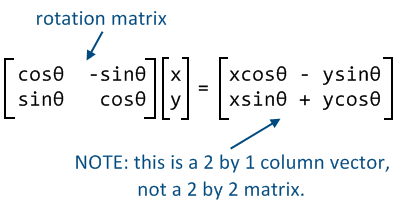 rotation matrix
[cosθ -sinθ] [x] = [xcosθ - ysinθ]
[sinθ cosθ] [y] [xsinθ + ycosθ]
NOTE: this is a 2 by 1 column vector,
not a 2 by 2 matrix.